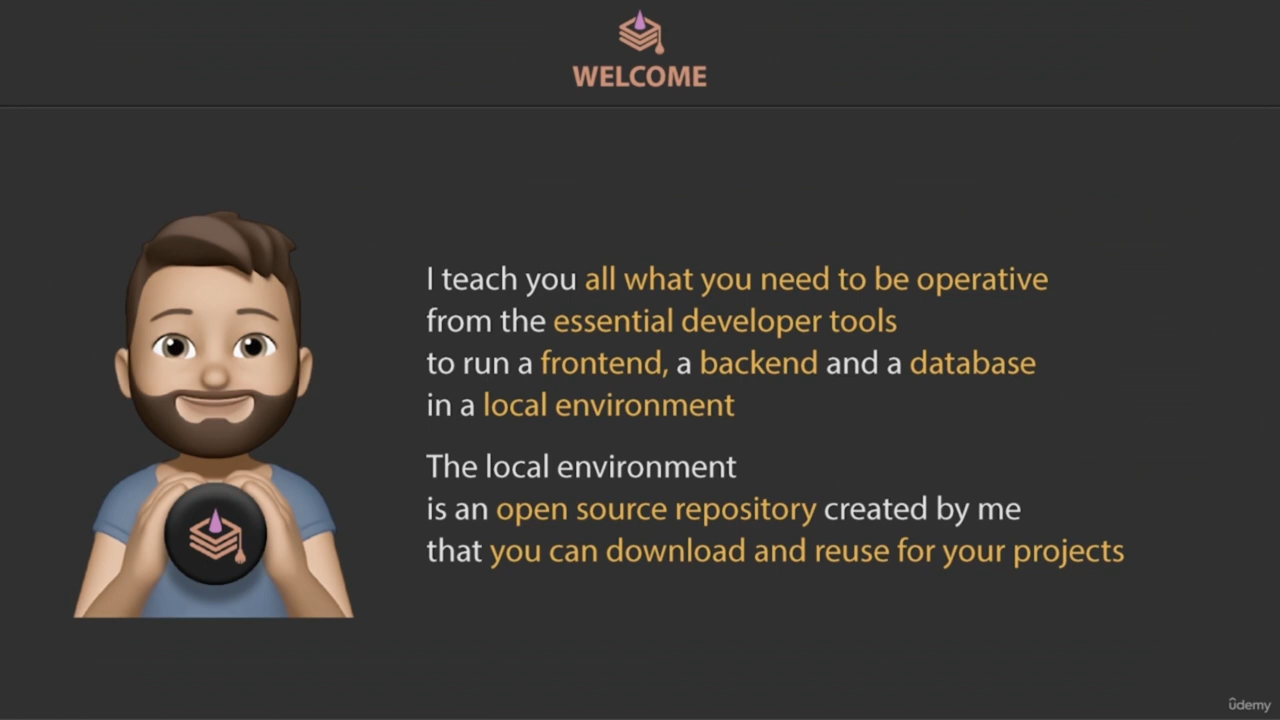 WELCOME
I teach you all what you need to be operative
from the essential developer tools
to run a frontend, a backend and a database
in a local environment
The local environment
is an open source repository created by me
that you can download and reuse for your projects
ûdemy